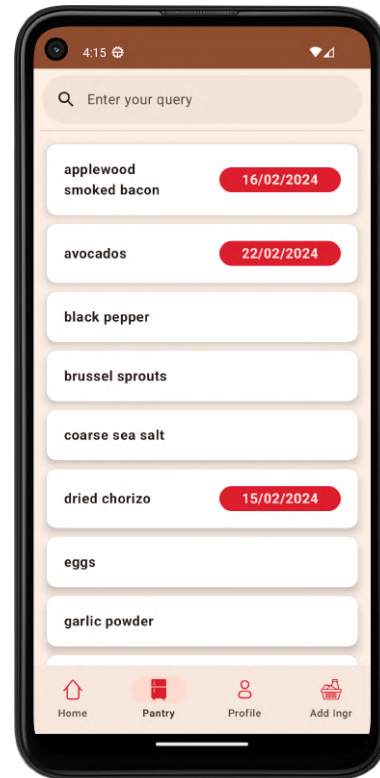 4:15
Enter your query
applewood
smoked bacon
16/02/2024
avocados
22/02/2024
black pepper
brussel sprouts
coarse sea salt
dried chorizo
15/02/2024
eggs
garlic powder
Home
Pantry
Profile
Add Ingr